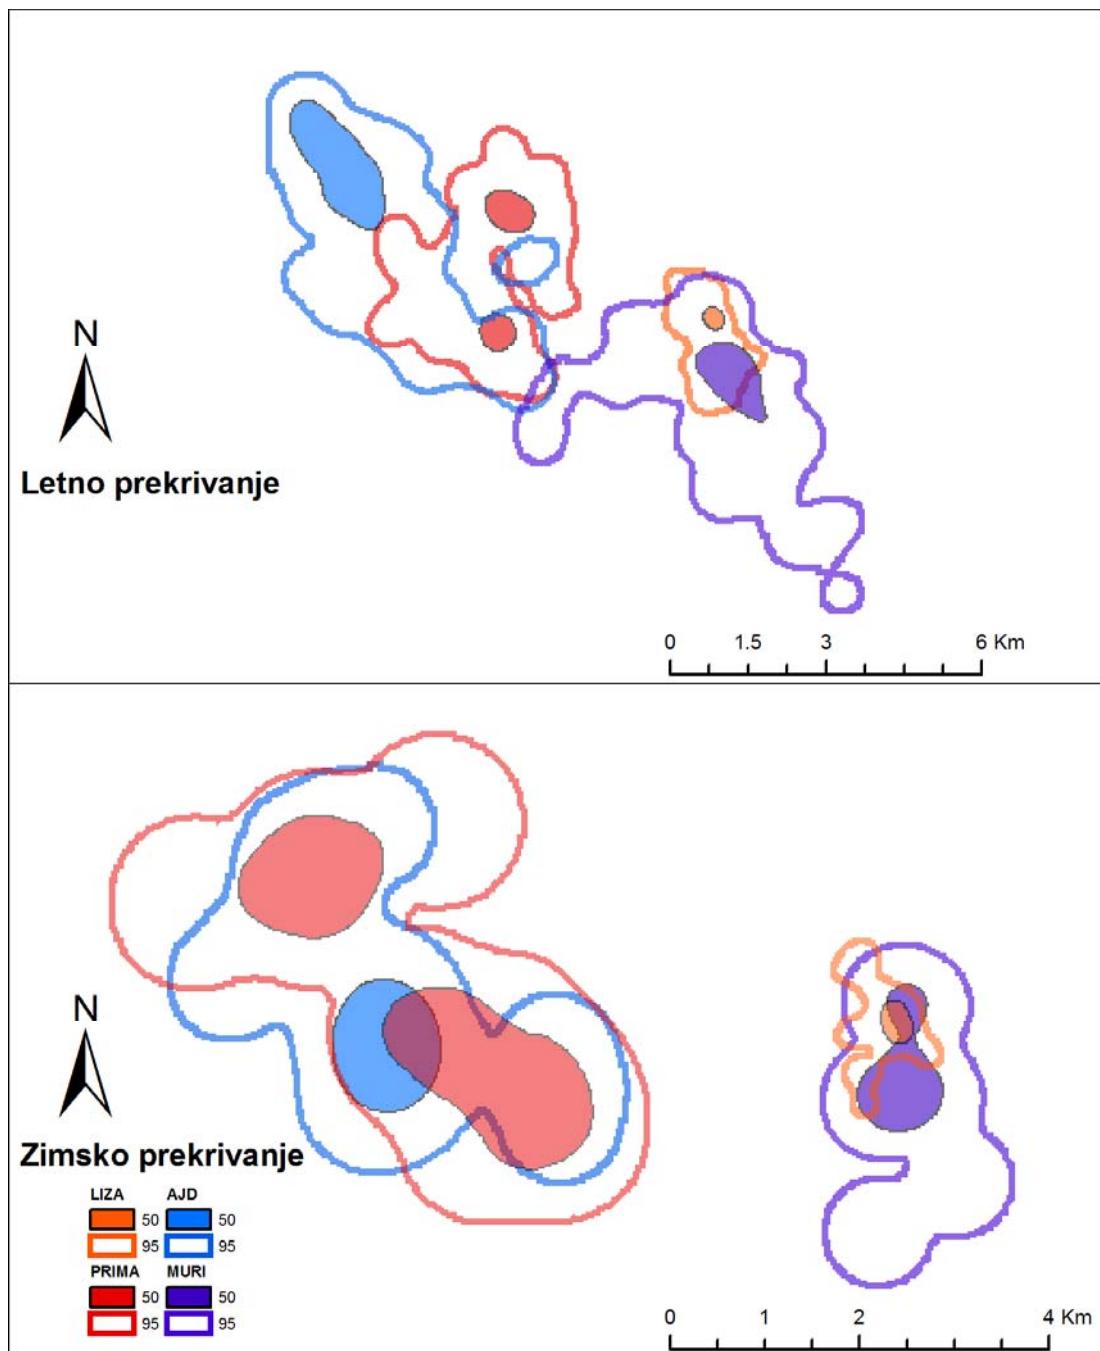 N
Letno prekrivanje
0 1.5 3 6 Km
N
Zimsko prekrivanje
LIZA AJD
50 50
95 95
PRIMA MURI
50 50
95 95
0 1 2 4 Km